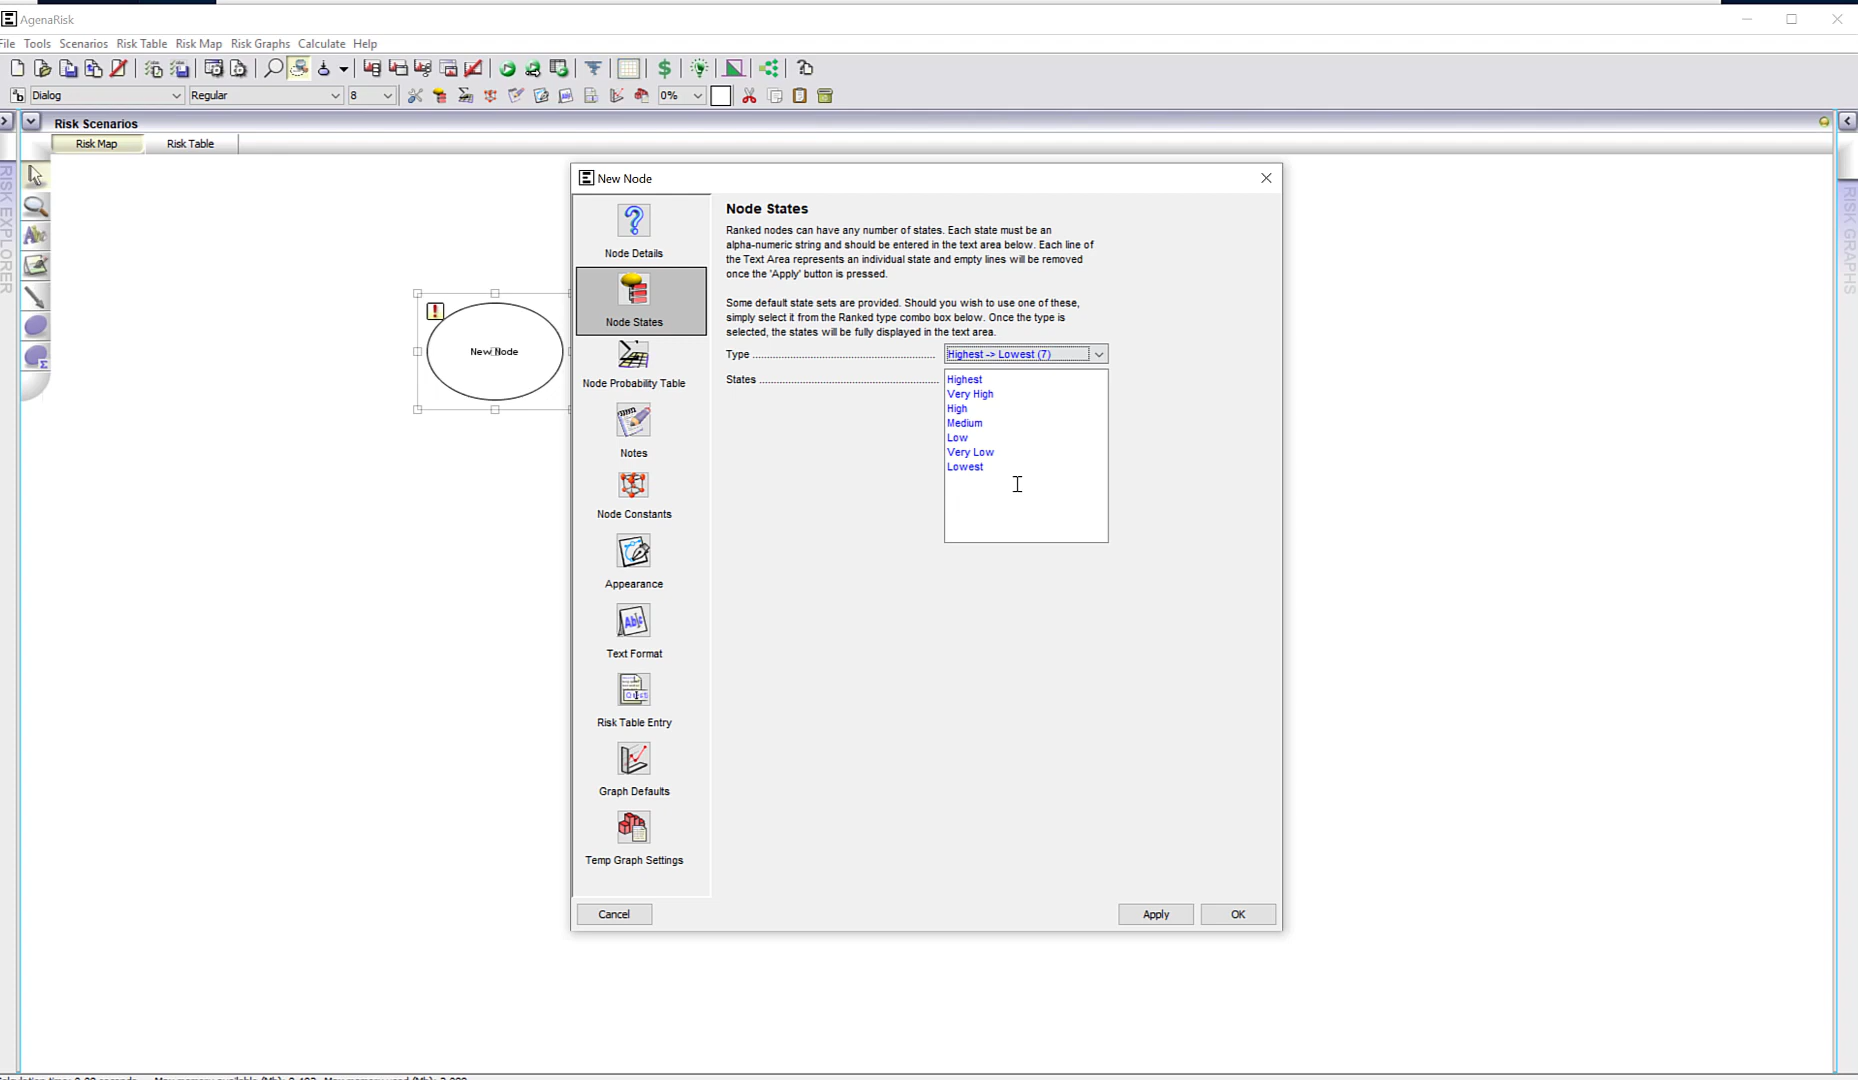 AgenaRisk
File Tools Scenarios Risk Table Risk Map Risk Graphs Calculate Help
Dialog Regular 8 0%
Risk Scenarios
Risk Map Risk Table
RISK EXPLORER
RISK GRAPHS
New Node
New Node
Node Details
Node States
Node Probability Table
Notes
Node Constants
Appearance
Text Format
Risk Table Entry
Graph Defaults
Temp Graph Settings
Node States
Ranked nodes can have any number of states. Each state must be an
alpha-numeric string and should be entered in the text area below. Each line of
the Text Area represents an individual state and empty lines will be removed
once the 'Apply' button is pressed.
Some default state sets are provided. Should you wish to use one of these,
simply select it from the Ranked type combo box below. Once the type is
selected, the states will be fully displayed in the text area.
Type Highest -> Lowest (7)
States
Highest
Very High
High
Medium
Low
Very Low
Lowest
Cancel Apply OK